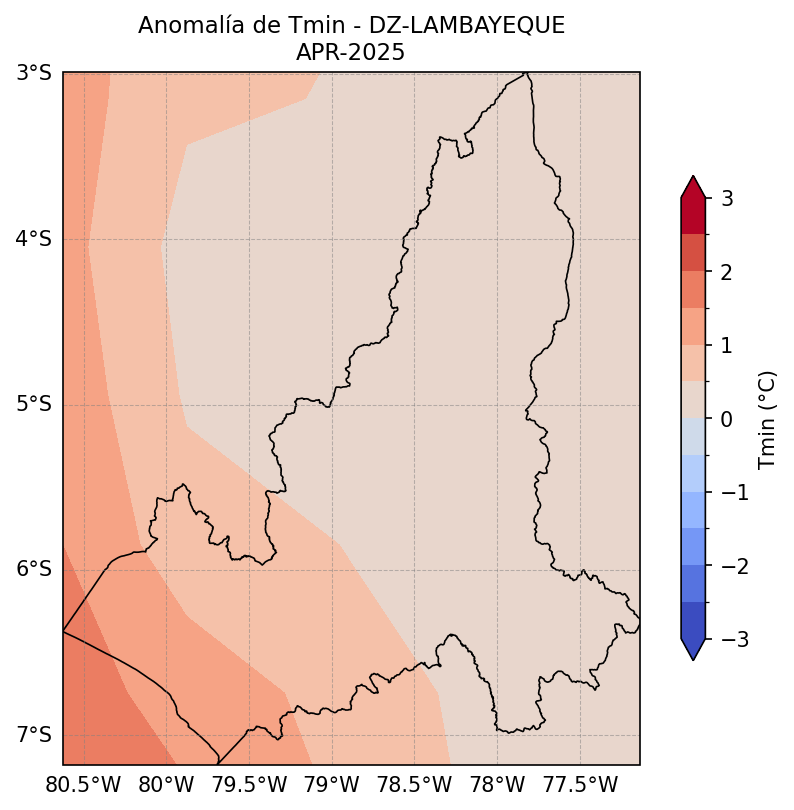 Anomalía de Tmin - DZ-LAMBAYEQUE
APR-2025
3°S
4°S
5°S
6°S
7°S
80.5°W 80°W 79.5°W 79°W 78.5°W 78°W 77.5°W
3
2
1
0
−1
−2
−3
Tmin (°C)